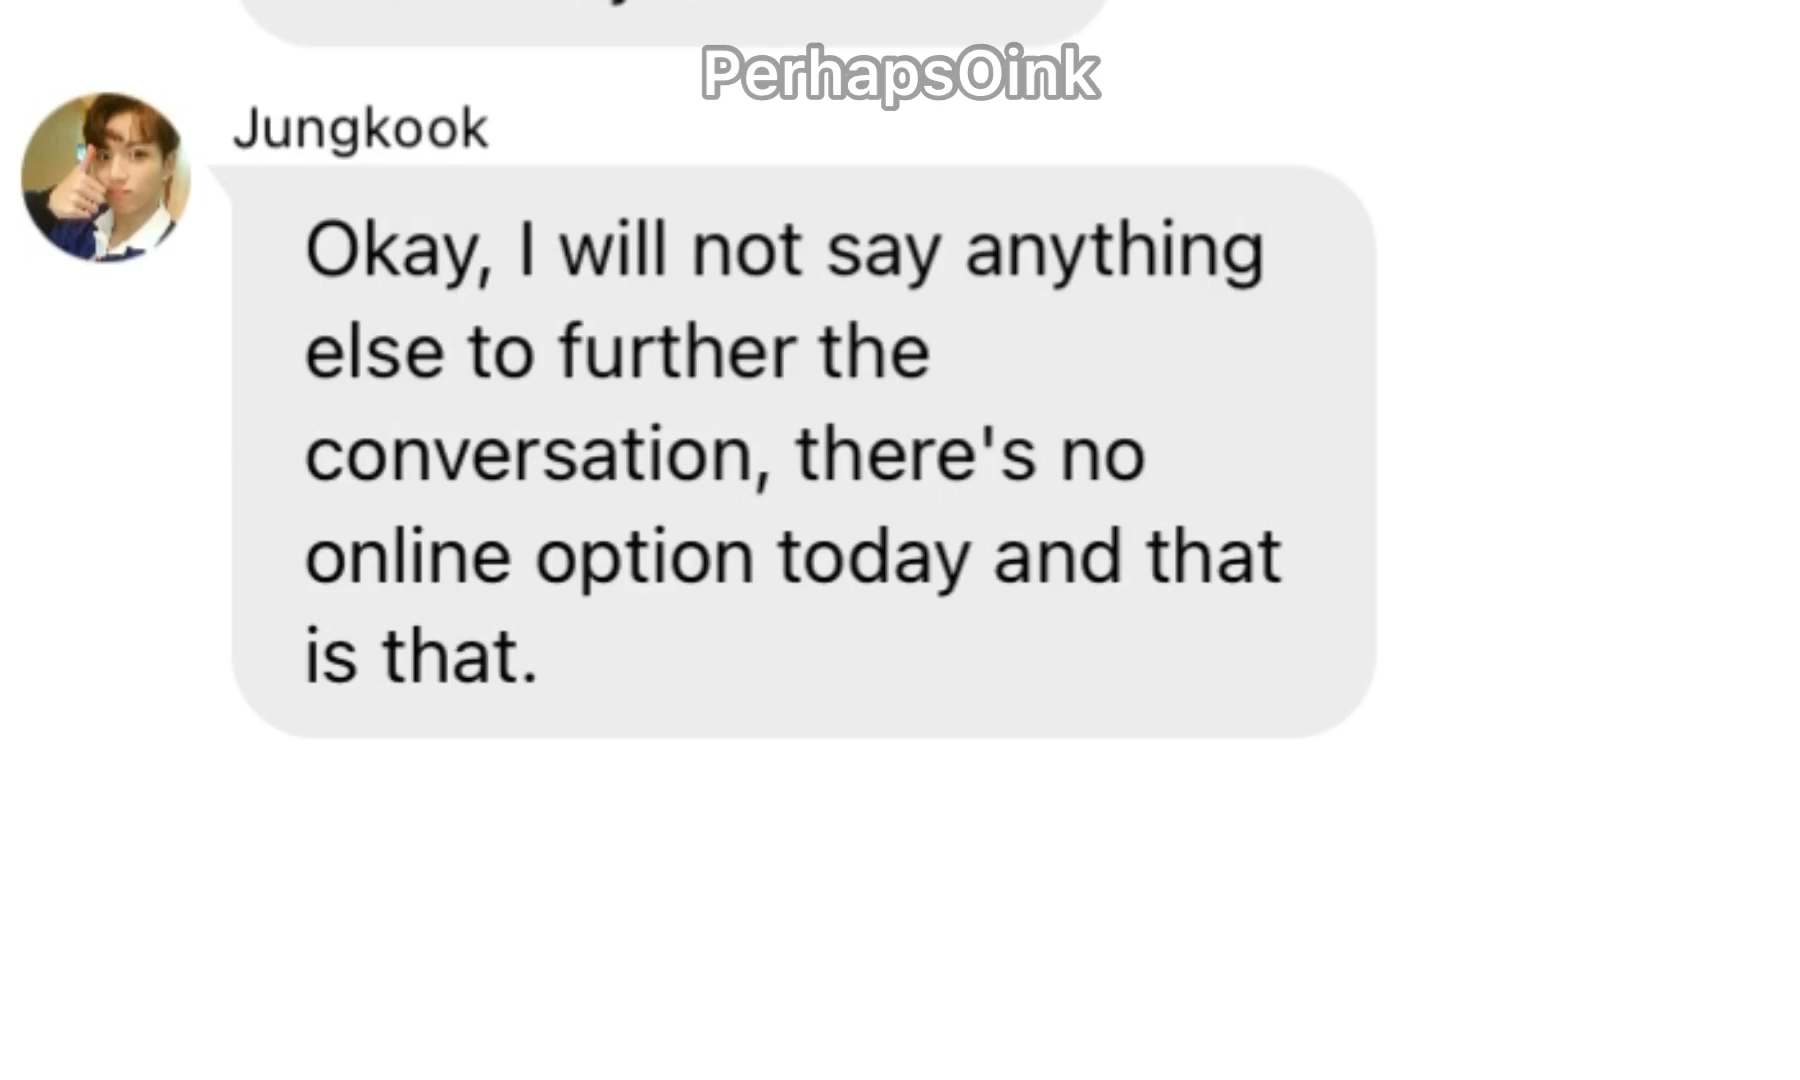 PerhapsOink
Jungkook
Okay, I will not say anything
else to further the
conversation, there's no
online option today and that
is that.